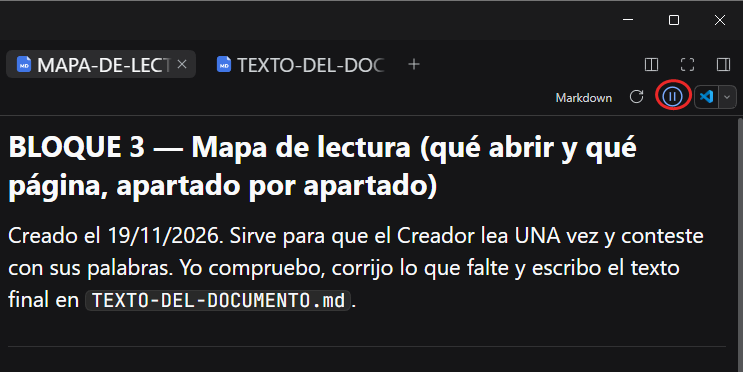 MAPA-DE-LECT
TEXTO-DEL-DOC
Markdown
BLOQUE 3 — Mapa de lectura (qué abrir y qué
página, apartado por apartado)
Creado el 19/11/2026. Sirve para que el Creador lea UNA vez y conteste
con sus palabras. Yo compruebo, corrijo lo que falte y escribo el texto
final en TEXTO-DEL-DOCUMENTO.md.